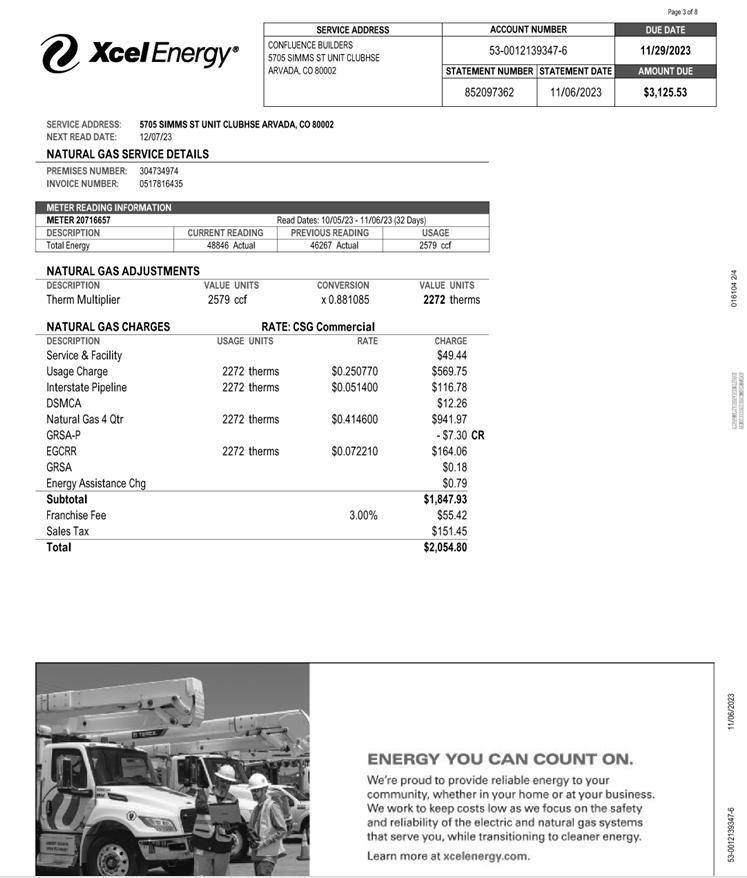 Page 3 of 8
XcelEnergy®
SERVICE ADDRESS
CONFLUENCE BUILDERS
5705 SIMMS ST UNIT CLUBHSE
ARVADA, CO 80002
ACCOUNT NUMBER
53-0012139347-6
DUE DATE
11/29/2023
STATEMENT NUMBER STATEMENT DATE
852097362 11/06/2023
AMOUNT DUE
$3,125.53
SERVICE ADDRESS: 5705 SIMMS ST UNIT CLUBHSE ARVADA, CO 80002
NEXT READ DATE: 12/07/23
NATURAL GAS SERVICE DETAILS
PREMISES NUMBER: 304734974
INVOICE NUMBER: 0517816435
METER READING INFORMATION
METER 20716657 Read Dates: 10/05/23 - 11/06/23 (32 Days)
DESCRIPTION CURRENT READING PREVIOUS READING USAGE
Total Energy 48846 Actual 46267 Actual 2579 ccf
NATURAL GAS ADJUSTMENTS
DESCRIPTION VALUE UNITS CONVERSION VALUE UNITS
Therm Multiplier 2579 ccf x 0.881085 2272 therms
NATURAL GAS CHARGES RATE: CSG Commercial
DESCRIPTION USAGE UNITS RATE CHARGE
Service & Facility $49.44
Usage Charge 2272 therms $0.250770 $569.75
Interstate Pipeline 2272 therms $0.051400 $116.78
DSMCA $12.26
Natural Gas 4 Qtr 2272 therms $0.414600 $941.97
GRSA-P - $7.30 CR
EGCRR 2272 therms $0.072210 $164.06
GRSA $0.18
Energy Assistance Chg $0.79
Subtotal $1,847.93
Franchise Fee 3.00% $55.42
Sales Tax $151.45
Total $2,054.80
016104 2/4
TEREX
ENERGY YOU CAN COUNT ON.
We're proud to provide reliable energy to your
community, whether in your home or at your business.
We work to keep costs low as we focus on the safety
and reliability of the electric and natural gas systems
that serve you, while transitioning to cleaner energy.
Learn more at xcelenergy.com.
11/06/2023
53-0012139347-6